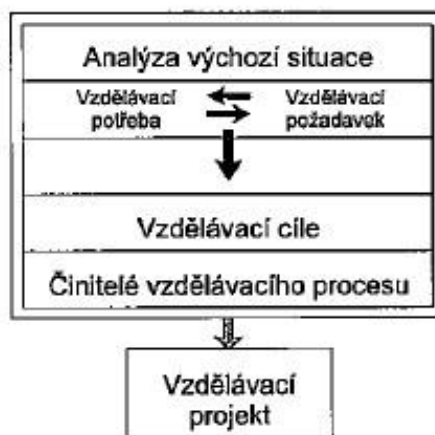 Analýza výchozí situace
Vzdělávací Vzdělávací
potřeba požadavek
Vzdělávací cíle
Činitelé vzdělávacího procesu
Vzdělávací
projekt